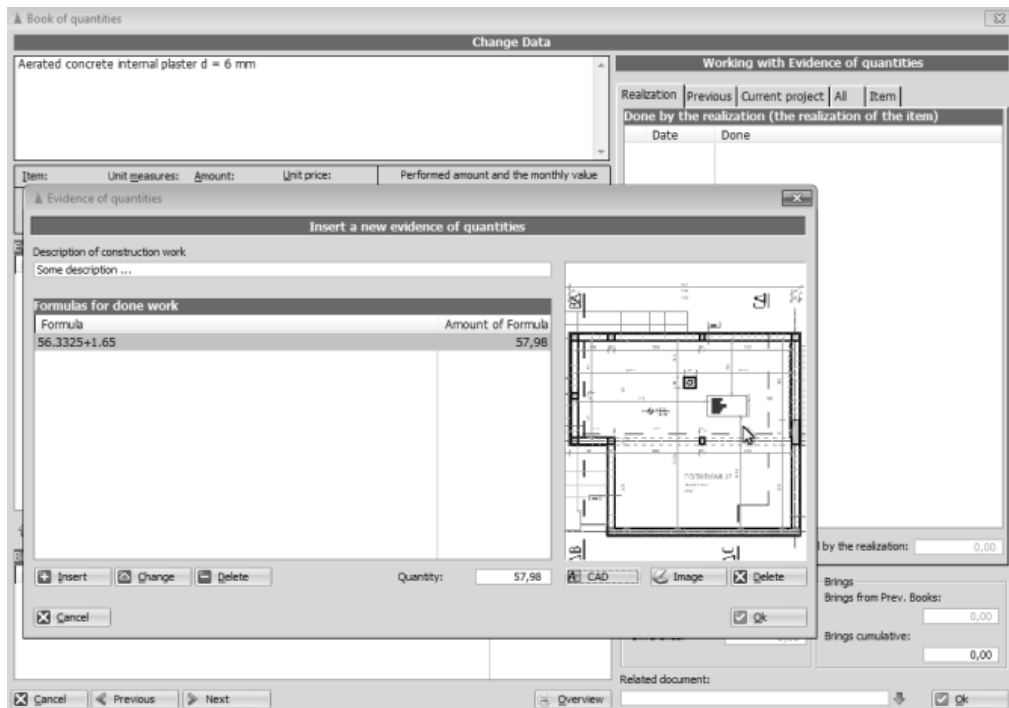 Book of quantities
Change Data
Aerated concrete internal plaster d = 6 mm
Working with Evidence of quantities
Realization Previous Current project All Item
Done by the realization (the realization of the item)
Date Done
Item: Unit measures: Amount: Unit price: Performed amount and the monthly value
Evidence of quantities
Insert a new evidence of quantities
Description of construction work
Some description ...
Formulas for done work
Formula Amount of Formula
56.3325+1.65 57,98
Insert Change Delete Quantity: 57,98 CAD Image Delete
Cancel Ok
by the realization: 0,00
Brings
Brings from Prev. Books:
0,00
Brings cumulative:
0,00
Related document:
Cancel Previous Next Overview Ok